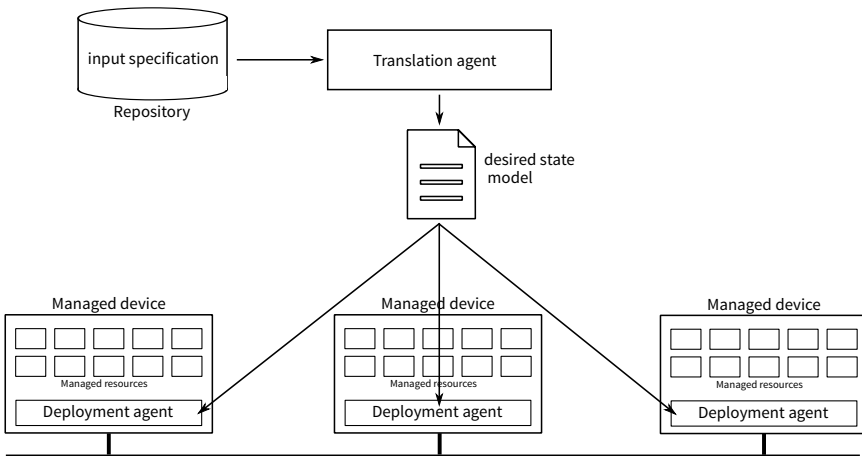 input specification
Translation agent
Repository
desired state
model
Managed device
Managed device
Managed device
Managed resources
Managed resources
Managed resources
Deployment agent
Deployment agent
Deployment agent